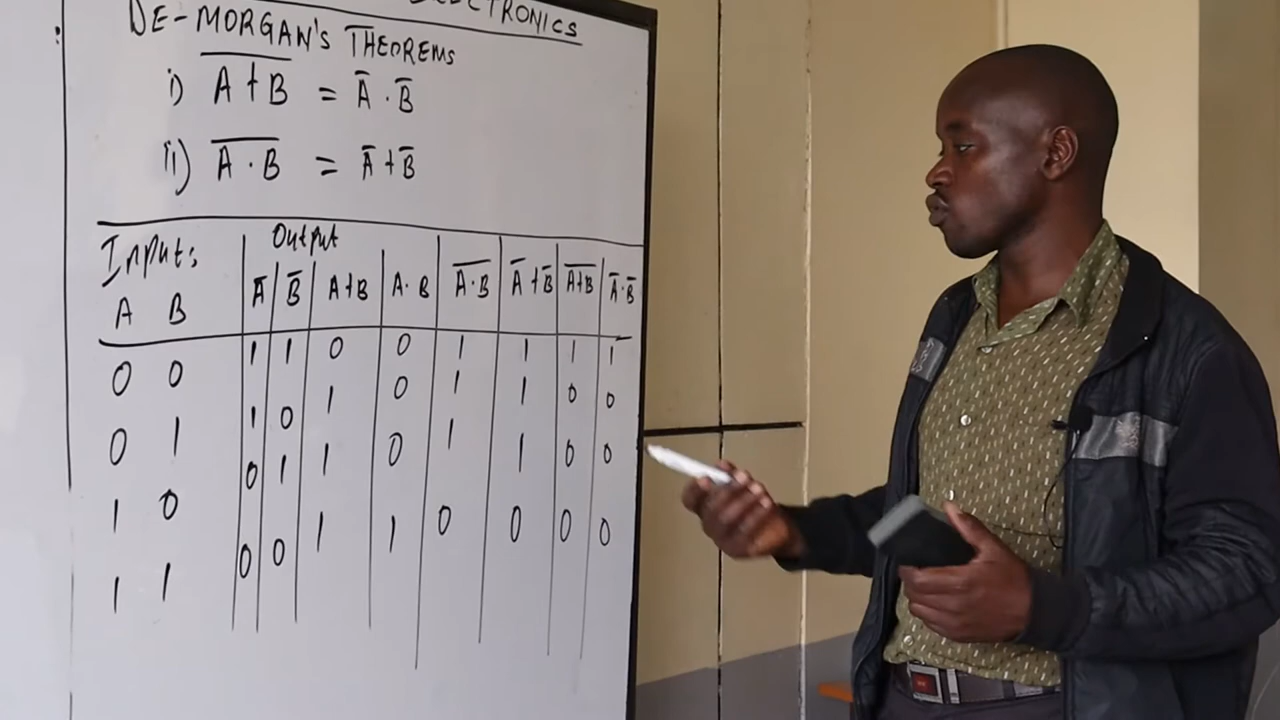 ELECTRONICS
DE-MORGAN'S THEOREMS
i) A̅ ̅+̅ ̅B̅ = A̅ . B̅
ii) A̅ ̅.̅ ̅B̅ = A̅ + B̅
Inputs Output
A B A̅ B̅ A+B A.B A̅.̅B̅ A̅+B̅ A̅+̅B̅ A̅.B̅
0 0 1 1 0 0 1 1 1 1
0 1 1 0 1 0 1 1 0 0
1 0 0 1 1 0 1 1 0 0
1 1 0 0 1 1 0 0 0 0